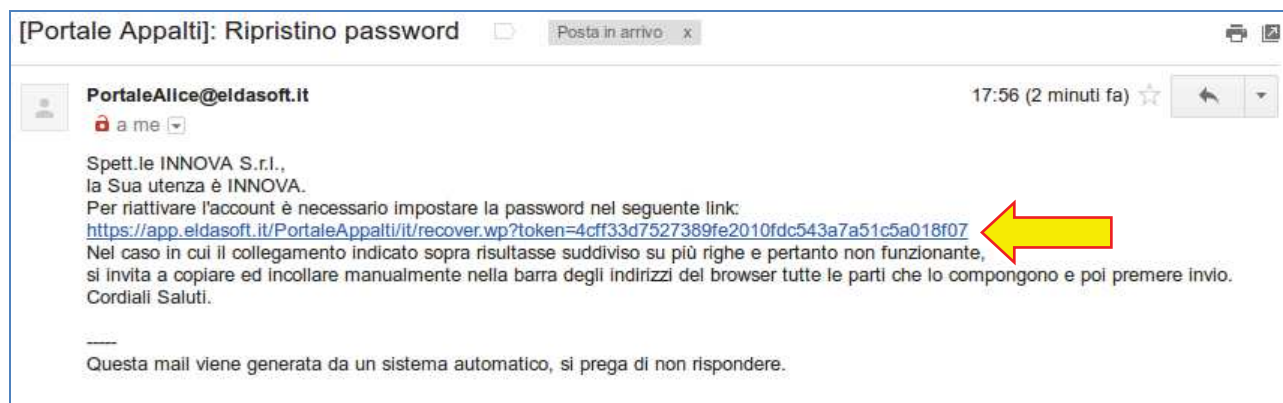 [Portale Appalti]: Ripristino password
Posta in arrivo x
PortaleAlice@eldasoft.it
17:56 (2 minuti fa)
a me
Spett.le INNOVA S.r.l.,
la Sua utenza è INNOVA.
Per riattivare l'account è necessario impostare la password nel seguente link:
https://app.eldasoft.it/PortaleAppalti/it/recover.wp?token=4cff33d7527389fe2010fdc543a7a51c5a018f07
Nel caso in cui il collegamento indicato sopra risultasse suddiviso su più righe e pertanto non funzionante,
si invita a copiare ed incollare manualmente nella barra degli indirizzi del browser tutte le parti che lo compongono e poi premere invio.
Cordiali Saluti.
-----
Questa mail viene generata da un sistema automatico, si prega di non rispondere.